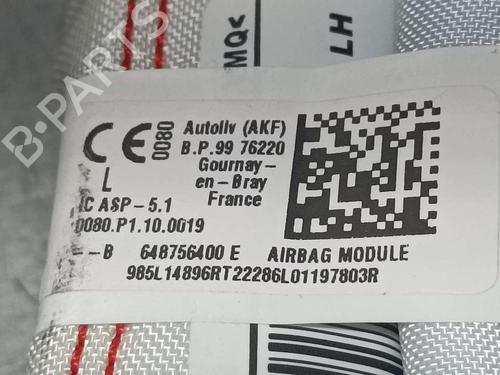 MQ<
LH
CE 0080
Autoliv (AKF)
B.P.99 76220
Gournay-
en-Bray
France
L
IC ASP-5.1
0080.P1.10.0019
--B 648756400 E AIRBAG MODULE
985L14896RT22286L01197803R
B-PARTS